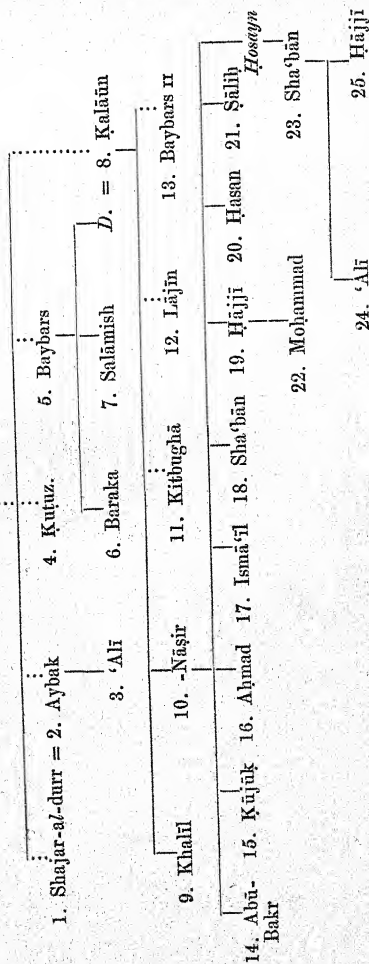 1. Shajar-al-durr = 2. Aybak 4. Ḳuṭuz. 5. Baybars
3. ʻAlī 6. Baraka 7. Salāmish D. = 8. Ḳalāūn
9. Khalīl 10. -Nāṣir 11. Kitbughā 12. Lājīn 13. Baybars II
14. Abū-Bakr 15. Ḳūjūḳ 16. Aḥmad 17. Ismāʻīl 18. Shaʻbān 19. Ḥājjī 20. Ḥasan 21. Ṣāliḥ Ḥosāyn
22. Moḥammad 23. Shaʻbān
24. ʻAlī 25. Ḥājjī